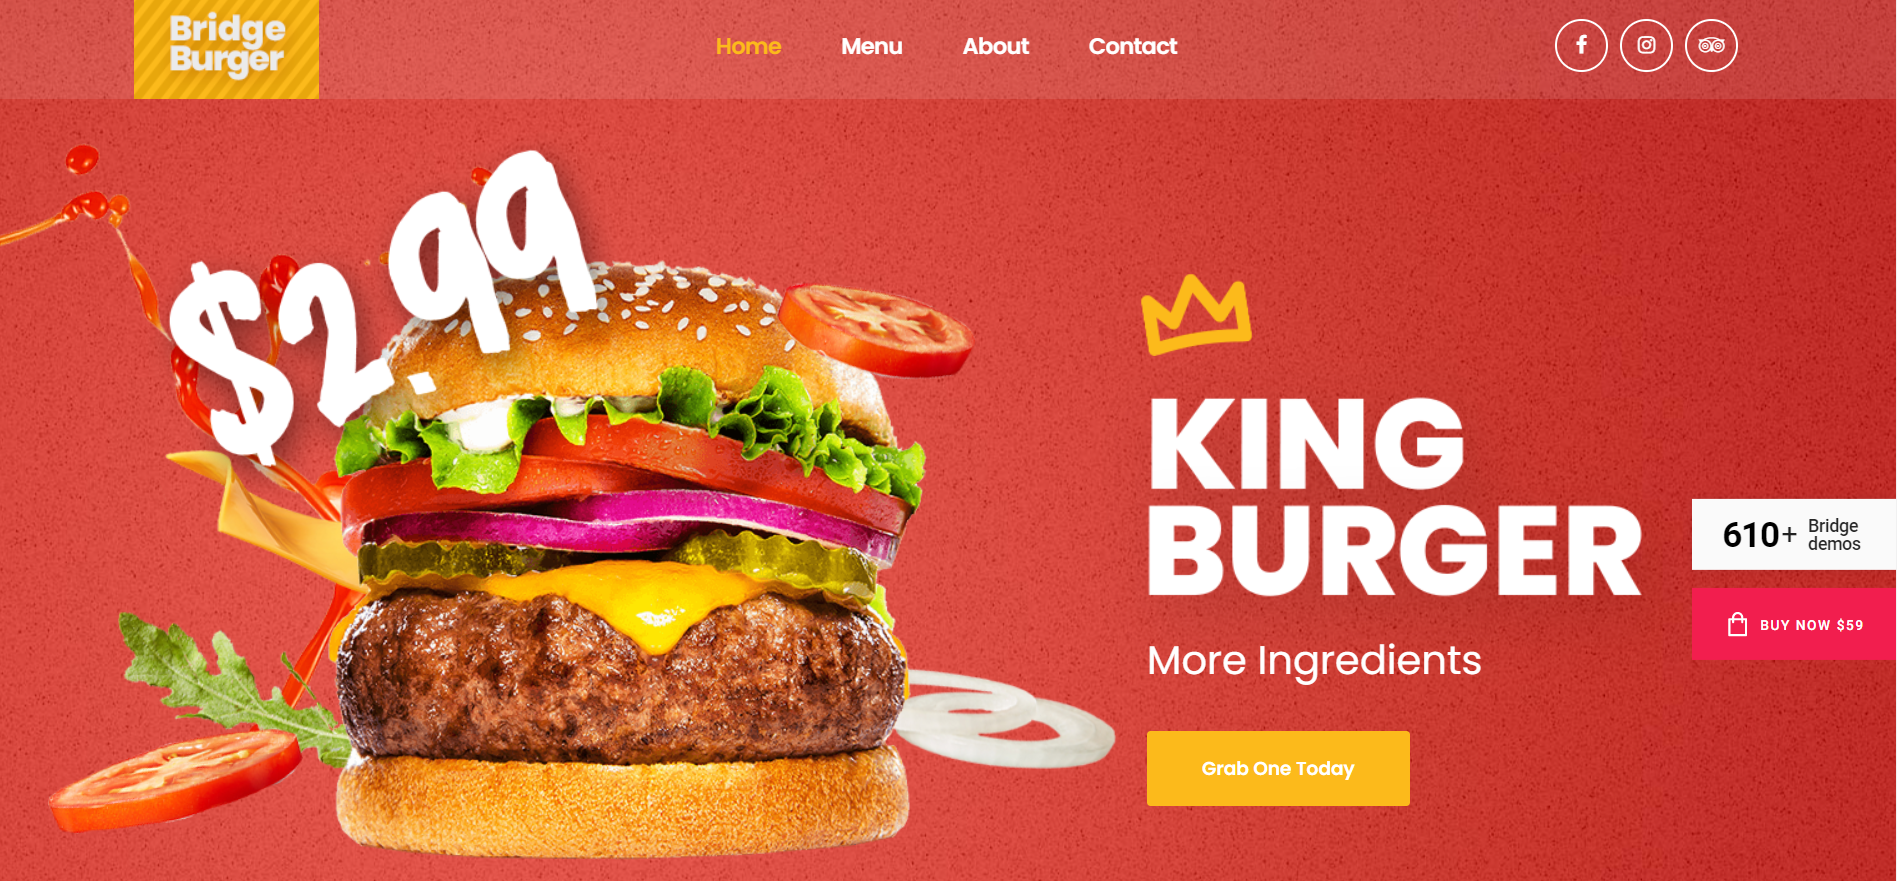 Bridge
Burger
Home
Menu
About
Contact
$2.99
KING
BURGER
More Ingredients
Grab One Today
610+
Bridge
demos
BUY NOW $59